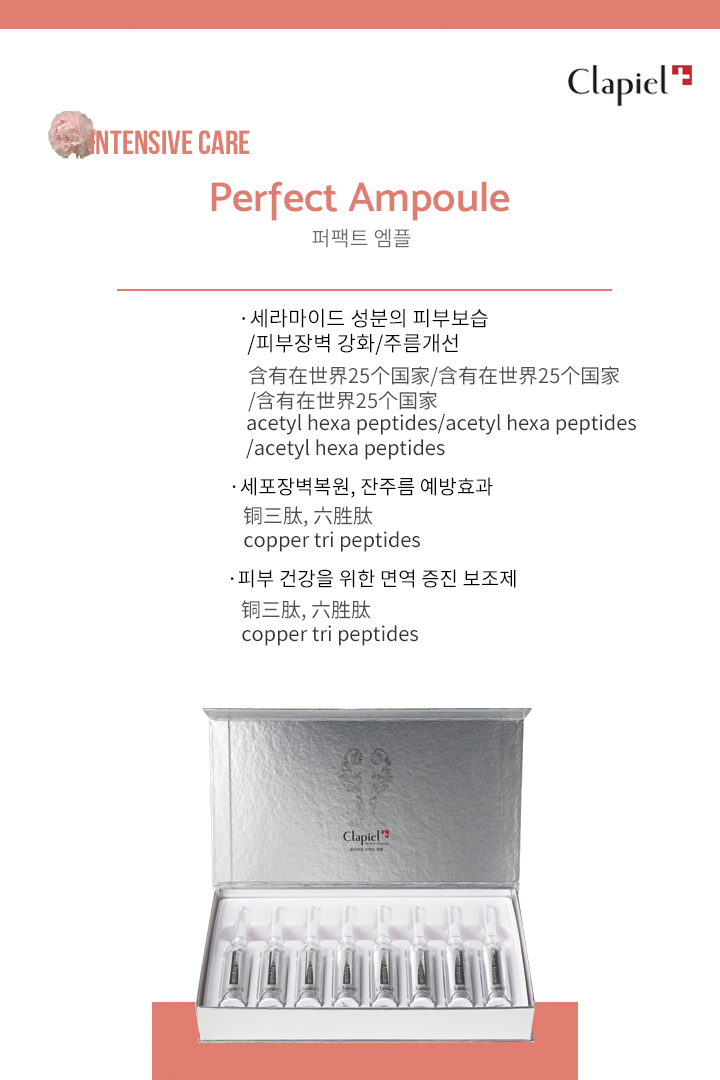 Clapiel
INTENSIVE CARE
Perfect Ampoule
퍼팩트 엠플
· 세라마이드 성분의 피부보습
/피부장벽 강화/주름개선
含有在世界25个国家/含有在世界25个国家
/含有在世界25个国家
acetyl hexa peptides/acetyl hexa peptides
/acetyl hexa peptides
· 세포장벽복원, 잔주름 예방효과
铜三肽, 六胜肽
copper tri peptides
· 피부 건강을 위한 면역 증진 보조제
铜三肽, 六胜肽
copper tri peptides
Clapiel